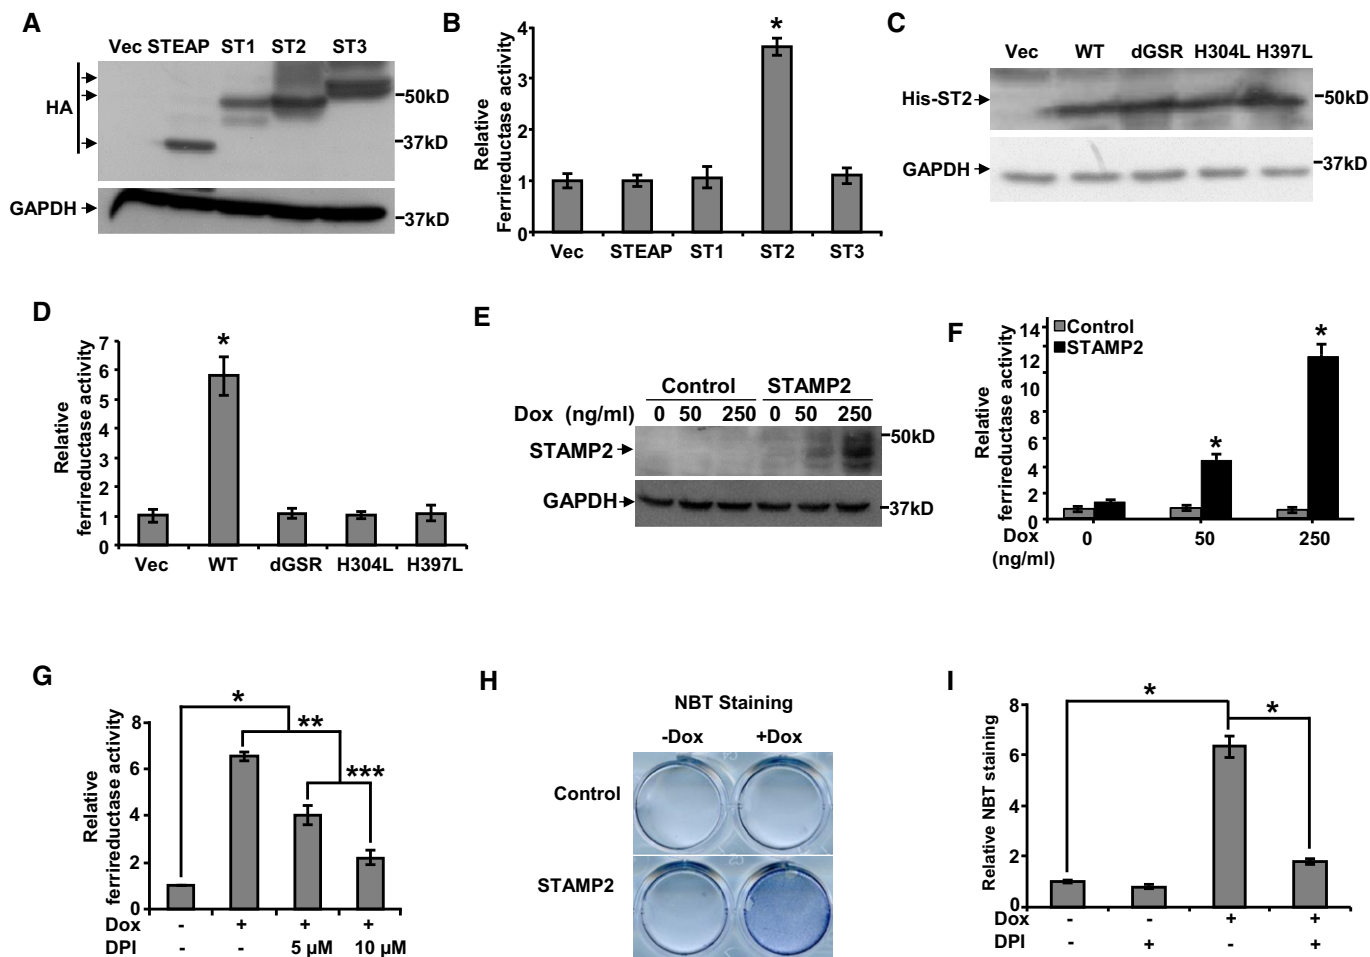 A
Vec STEAP ST1 ST2 ST3
HA
50kD
37kD
GAPDH
37kD
B
Relative
Ferrireductase activity
4
3
2
1
0
*
Vec STEAP ST1 ST2 ST3
C
Vec WT dGSR H304L H397L
His-ST2
50kD
GAPDH
37kD
D
Relative
ferrireductase activity
7
6
5
4
3
2
1
0
*
Vec WT dGSR H304L H397L
E
Control STAMP2
Dox (ng/ml) 0 50 250 0 50 250
STAMP2
50kD
GAPDH
37kD
F
Relative
ferrireductase activity
14
12
10
8
6
4
2
0
Control
STAMP2
*
*
Dox
(ng/ml)
0 50 250
G
Relative
ferrireductase activity
8
6
4
2
0
*
**
***
Dox - + + +
DPI - - 5 µM 10 µM
H
NBT Staining
-Dox +Dox
Control
STAMP2
I
Relative NBT staining
8
6
4
2
0
*
*
Dox - - + +
DPI - + - +